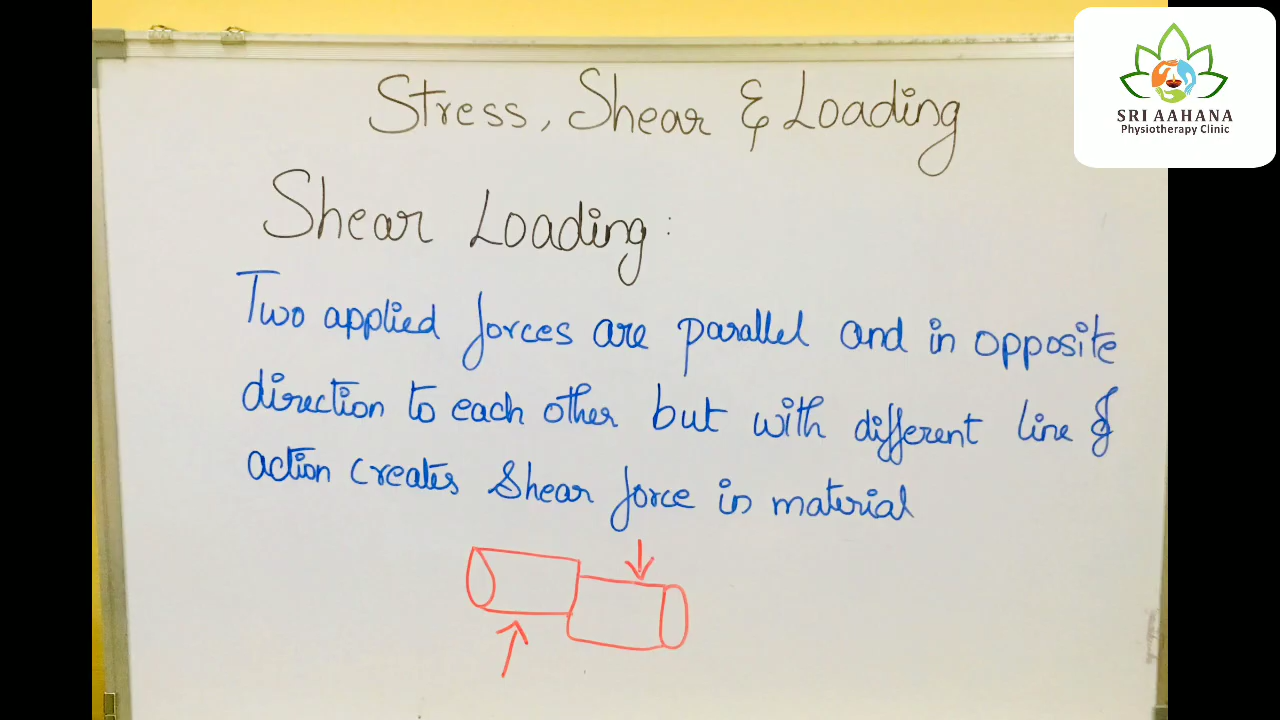 Stress, Shear & Loading
SRI AAHANA
Physiotherapy Clinic
Shear Loading:
Two applied forces are parallel and in opposite
direction to each other but with different line of
action creates shear force in material